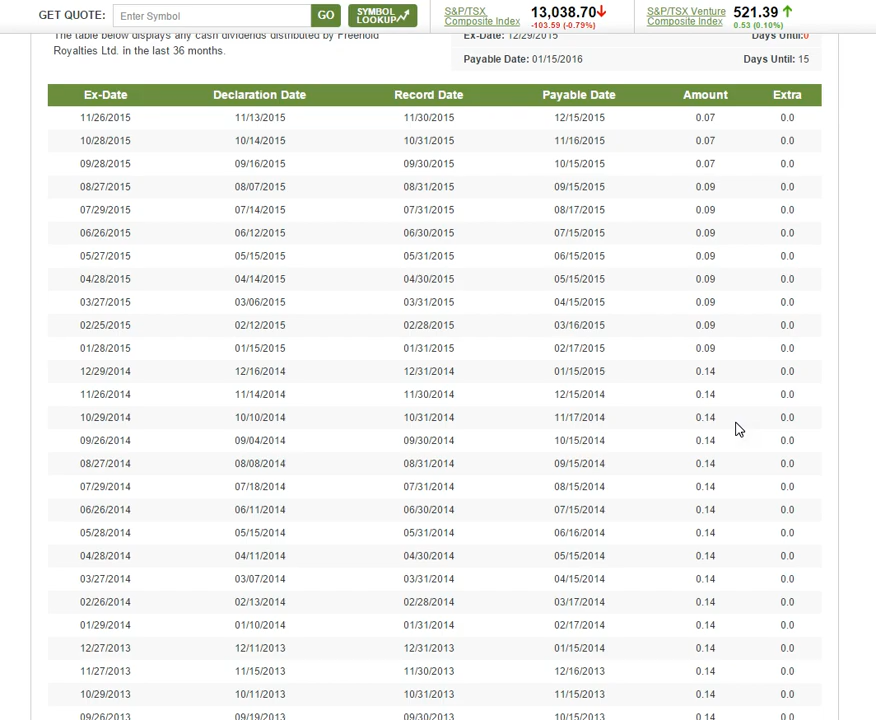 GET QUOTE: Enter Symbol GO SYMBOL LOOKUP S&P/TSX Composite Index 13,038.70 -103.59 (-0.79%) S&P/TSX Venture Composite Index 521.39 0.53 (0.10%)
The table below displays any cash dividends distributed by Freehold
Royalties Ltd. in the last 36 months.
Ex-Date: 12/29/2015 Days Until:0
Payable Date: 01/15/2016 Days Until: 15
Ex-Date Declaration Date Record Date Payable Date Amount Extra
11/26/2015 11/13/2015 11/30/2015 12/15/2015 0.07 0.0
10/28/2015 10/14/2015 10/31/2015 11/16/2015 0.07 0.0
09/28/2015 09/16/2015 09/30/2015 10/15/2015 0.07 0.0
08/27/2015 08/07/2015 08/31/2015 09/15/2015 0.09 0.0
07/29/2015 07/14/2015 07/31/2015 08/17/2015 0.09 0.0
06/26/2015 06/12/2015 06/30/2015 07/15/2015 0.09 0.0
05/27/2015 05/15/2015 05/31/2015 06/15/2015 0.09 0.0
04/28/2015 04/14/2015 04/30/2015 05/15/2015 0.09 0.0
03/27/2015 03/06/2015 03/31/2015 04/15/2015 0.09 0.0
02/25/2015 02/12/2015 02/28/2015 03/16/2015 0.09 0.0
01/28/2015 01/15/2015 01/31/2015 02/17/2015 0.09 0.0
12/29/2014 12/16/2014 12/31/2014 01/15/2015 0.14 0.0
11/26/2014 11/14/2014 11/30/2014 12/15/2014 0.14 0.0
10/29/2014 10/10/2014 10/31/2014 11/17/2014 0.14 0.0
09/26/2014 09/04/2014 09/30/2014 10/15/2014 0.14 0.0
08/27/2014 08/08/2014 08/31/2014 09/15/2014 0.14 0.0
07/29/2014 07/18/2014 07/31/2014 08/15/2014 0.14 0.0
06/26/2014 06/11/2014 06/30/2014 07/15/2014 0.14 0.0
05/28/2014 05/15/2014 05/31/2014 06/16/2014 0.14 0.0
04/28/2014 04/11/2014 04/30/2014 05/15/2014 0.14 0.0
03/27/2014 03/07/2014 03/31/2014 04/15/2014 0.14 0.0
02/26/2014 02/13/2014 02/28/2014 03/17/2014 0.14 0.0
01/29/2014 01/10/2014 01/31/2014 02/17/2014 0.14 0.0
12/27/2013 12/11/2013 12/31/2013 01/15/2014 0.14 0.0
11/27/2013 11/15/2013 11/30/2013 12/16/2013 0.14 0.0
10/29/2013 10/11/2013 10/31/2013 11/15/2013 0.14 0.0
09/26/2013 09/19/2013 09/30/2013 10/15/2013 0.14 0.0